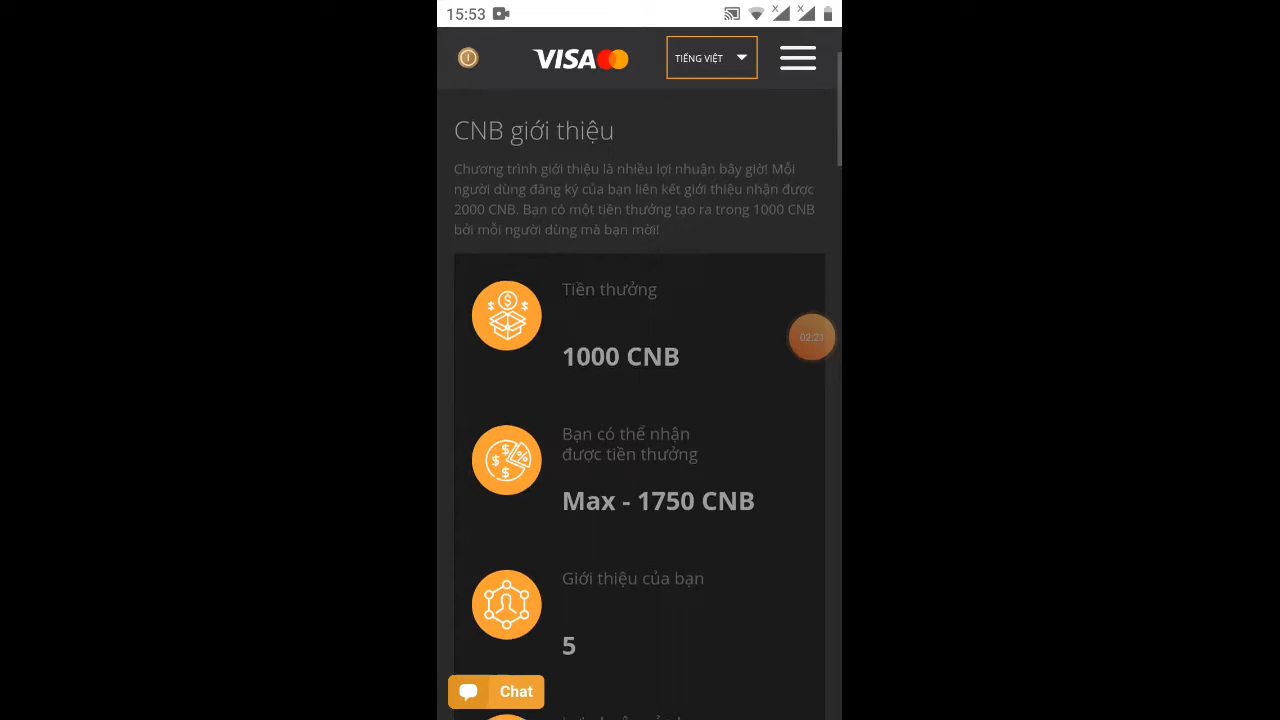 15:53
VISA
TIẾNG VIỆT
CNB giới thiệu
Chương trình giới thiệu là nhiều lợi nhuận bây giờ! Mỗi
người dùng đăng ký của bạn liên kết giới thiệu nhận được
2000 CNB. Bạn có một tiền thưởng tạo ra trong 1000 CNB
bởi mỗi người dùng mà bạn mời!
Tiền thưởng
1000 CNB
02:21
Bạn có thể nhận
được tiền thưởng
Max - 1750 CNB
Giới thiệu của bạn
5
Chat